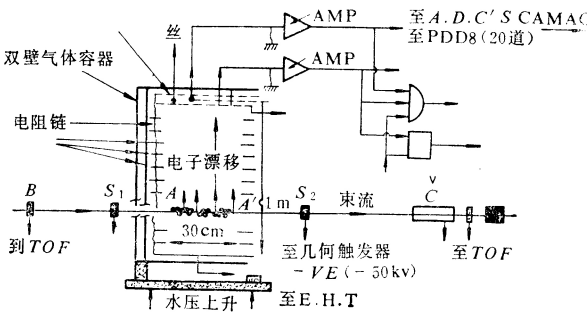 AMP
至A.D.C'S CAMAC
至PDD8(20道)
丝
双壁气体容器
AMP
电阻链
电子漂移
B
S1
A
A'
1m
S2
束流
Č
30cm
到TOF
至几何触发器
至TOF
-VE(-50kv)
水压上升
至E.H.T